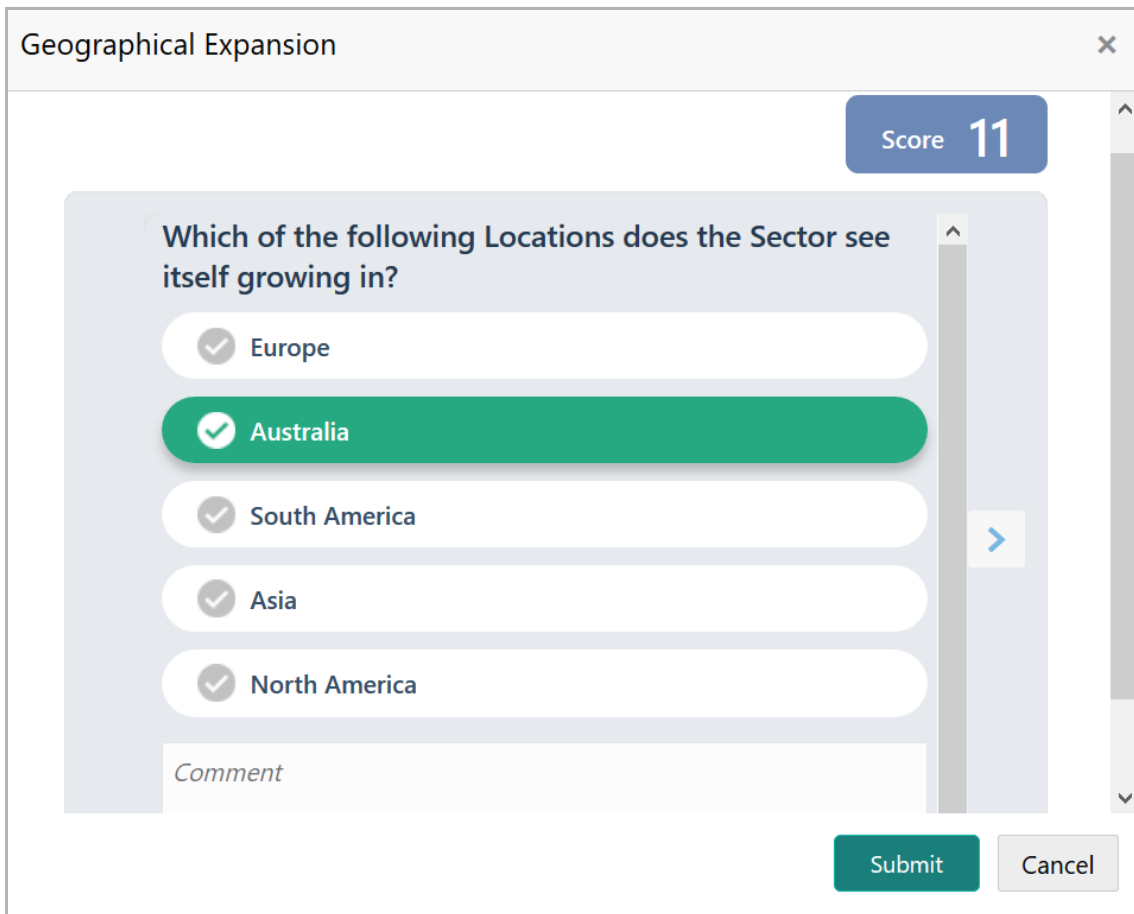 Geographical Expansion
Score 11
Which of the following Locations does the Sector see
itself growing in?
Europe
Australia
South America
Asia
North America
Comment
Submit
Cancel